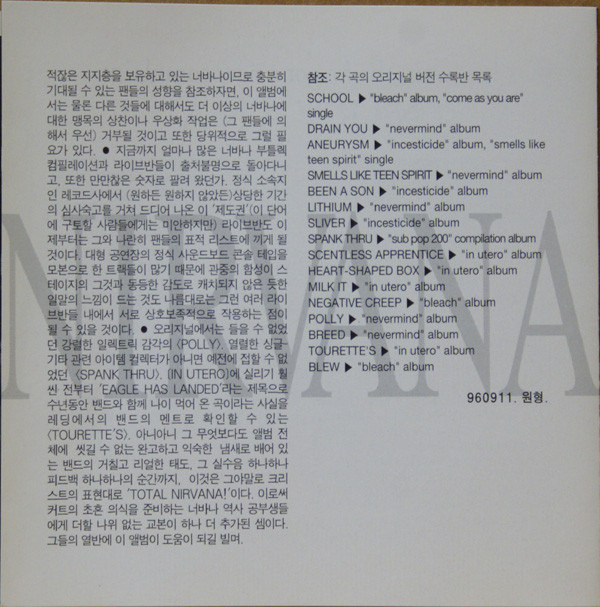 적잖은 지지층을 보유하고 있는 너바나이므로 충분히
기대될 수 있는 팬들의 성향을 참조하자면, 이 앨범에
서는 물론 다른 것들에 대해서도 더 이상의 너바나에
대한 맹목의 상찬이나 우상화 작업은 (그 팬들에 의
해서 우선) 거부될 것이고 또한 당위적으로 그럴 필
요가 있다. ● 지금까지 얼마나 많은 너바나 부틀렉
컴필레이션과 라이브반들이 출처불명으로 돌아다니
고, 또한 만만찮은 숫자로 팔려 왔던가. 정식 소속지
인 레코드사에서 (원하든 원하지 않았든)상당한 기간
의 심사숙고를 거쳐 드디어 나온 이 '제도권'(이 단어
에 구토할 사람들에게는 미안하지만) 라이브반도 이
제부터는 그와 나란히 팬들의 표적 리스트에 끼게 될
것이다. 대형 공연장의 정식 사운드보드 콘솔 테입을
모본으로 한 트랙들이 많기 때문에 관중의 함성이 스
테이지의 그것과 동등한 감도로 캐치되지 않은 듯한
일말의 느낌이 드는 것도 나름대로는 그런 여러 라이
브반들 내에서 서로 상호보족적으로 작용하는 점이
될 수 있을 것이다. ● 오리지널에서는 들을 수 없었
던 강렬한 일렉트릭 감각의 〈POLLY〉, 열렬한 싱글-
기타 관련 아이템 컬렉터가 아니면 예전에 접할 수 없
었던 〈SPANK THRU〉, 〈IN UTERO〉에 실리기 훨
씬 전부터 'EAGLE HAS LANDED'라는 제목으로
수년동안 밴드와 함께 나이 먹어 온 곡이라는 사실을
레딩에서의 밴드의 멘트로 확인할 수 있는
〈TOURETTE'S〉. 아니아니 그 무엇보다도 앨범 전
체에 씻길 수 없는 완고하고 익숙한 냄새로 배어 있
는 밴드의 거칠고 리얼한 태도, 그 실수음 하나하나
피드백 하나하나의 순간까지, 이것은 그야말로 크리
스트의 표현대로 'TOTAL NIRVANA!'이다. 이로써
커트의 초혼 의식을 준비하는 너바나 역사 공부생들
에게 더할 나위 없는 교본이 하나 더 추가된 셈이다.
그들의 열반에 이 앨범이 도움이 되길 빌며.
참조: 각 곡의 오리지널 버전 수록반 목록
SCHOOL ▶ "bleach" album, "come as you are"
single
DRAIN YOU ▶ "nevermind" album
ANEURYSM ▶ "incesticide" album, "smells like
teen spirit" single
SMELLS LIKE TEEN SPIRIT ▶ "nevermind" album
BEEN A SON ▶ "incesticide" album
LITHIUM ▶ "nevermind" album
SLIVER ▶ "incesticide" album
SPANK THRU ▶ "sub pop 200" compilation album
SCENTLESS APPRENTICE ▶ "in utero" album
HEART-SHAPED BOX ▶ "in utero" album
MILK IT ▶ "in utero" album
NEGATIVE CREEP ▶ "bleach" album
POLLY ▶ "nevermind" album
BREED ▶ "nevermind" album
TOURETTE'S ▶ "in utero" album
BLEW ▶ "bleach" album
960911. 원형.
NIRVANA